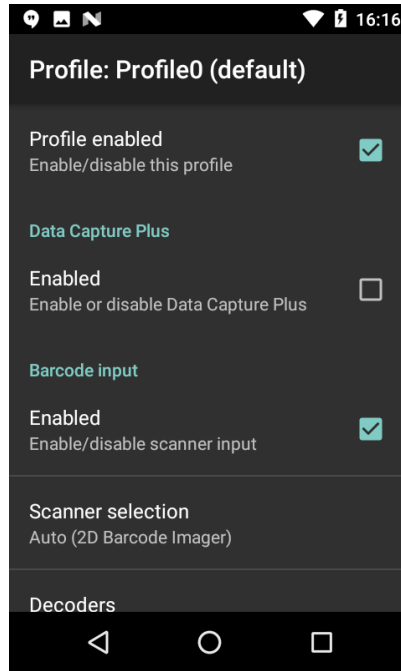 16:16
Profile: Profile0 (default)
Profile enabled
Enable/disable this profile
Data Capture Plus
Enabled
Enable or disable Data Capture Plus
Barcode input
Enabled
Enable/disable scanner input
Scanner selection
Auto (2D Barcode Imager)
Decoders